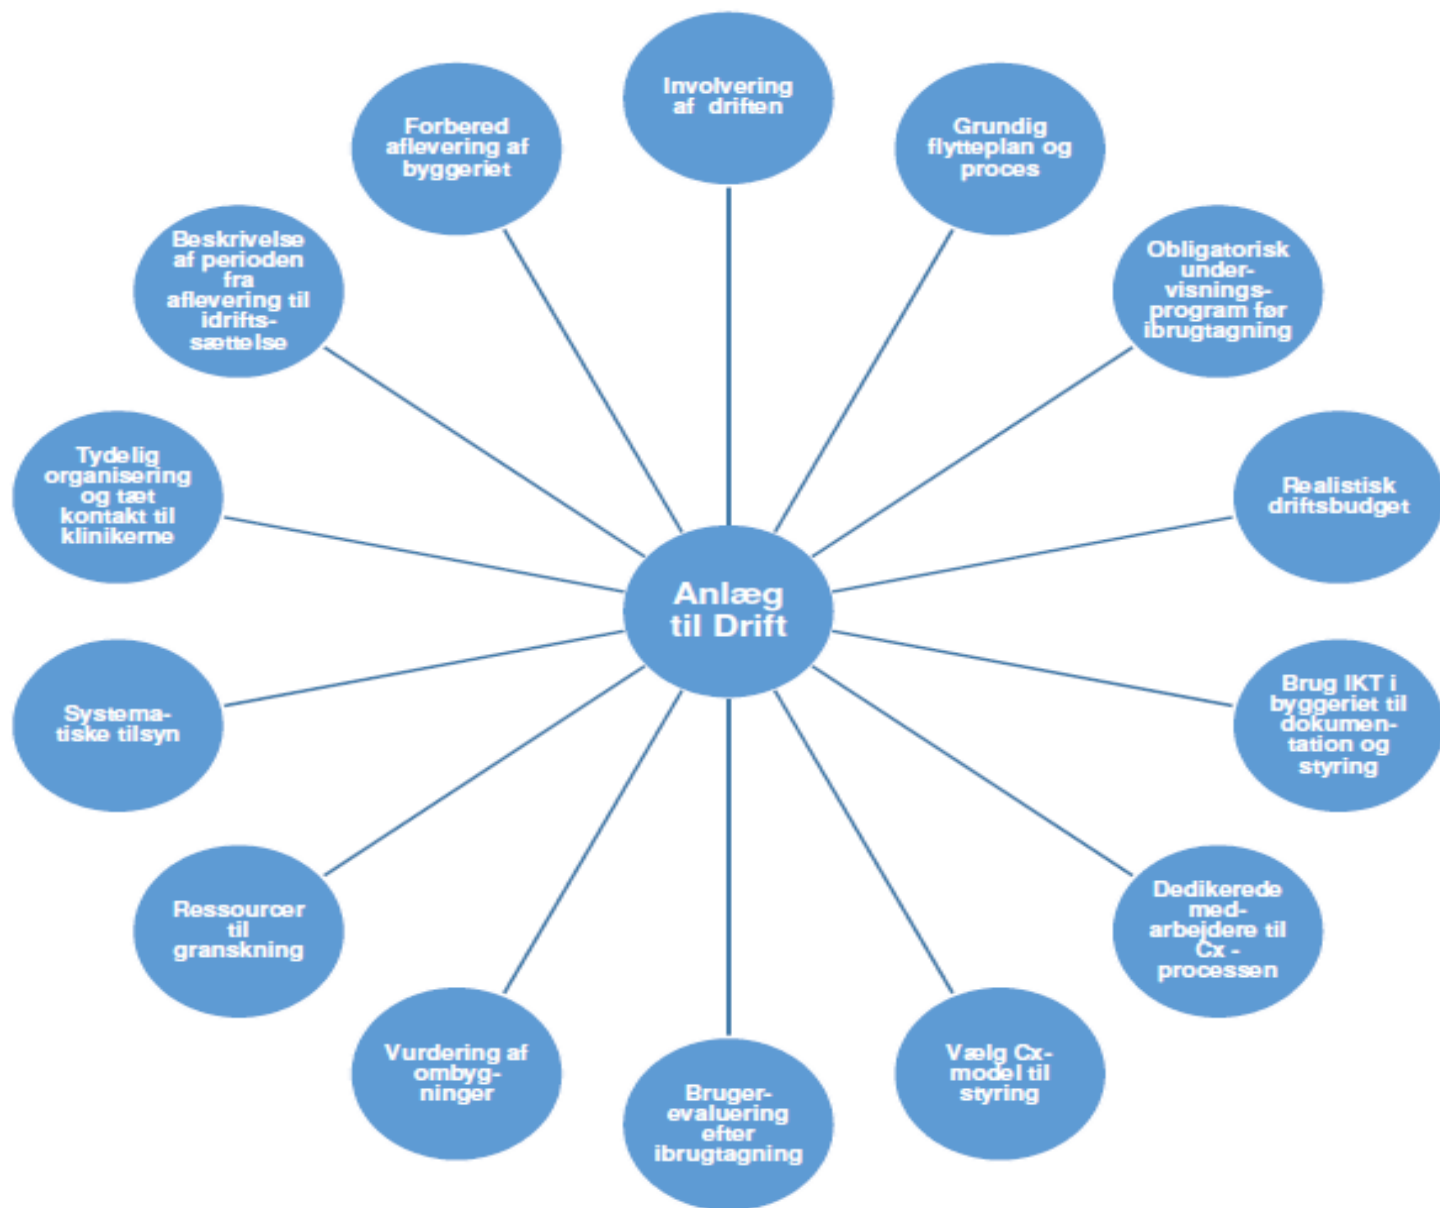 Involvering
af driften
Grundig
flytteplan og
proces
Obligatorisk
under-
visnings-
program før
ibrugtagning
Realistisk
driftsbudget
Brug IKT i
byggeriet til
dokumen-
tation og
styring
Dedikerede
med-
arbejdere til
Cx -
processen
Vælg Cx-
model til
styring
Bruger-
evaluering
efter
ibrugtagning
Vurdering af
ombyg-
ninger
Ressourcer
til
granskning
Systema-
tiske tilsyn
Tydelig
organisering
og tæt
kontakt til
klinikerne
Beskrivelse
af perioden
fra
aflevering til
idrifts-
sættelse
Forbered
aflevering af
byggeriet
Anlæg
til Drift